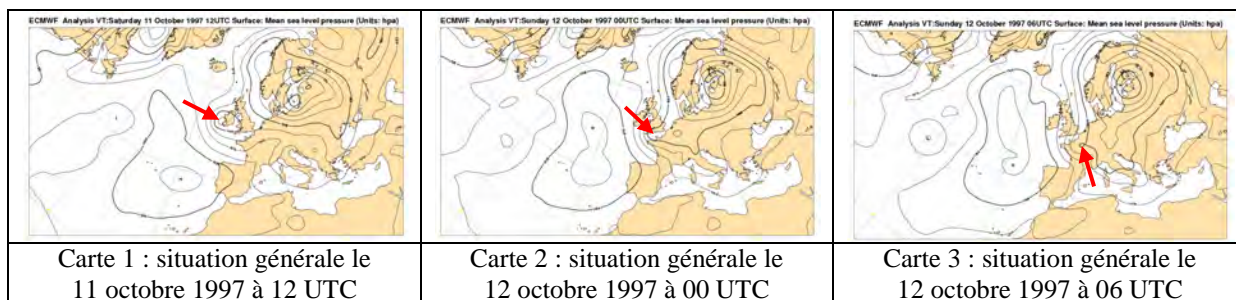 ECMWF Analysis VT:Saturday 11 October 1997 12UTC Surface: Mean sea level pressure (Units: hpa)
ECMWF Analysis VT:Sunday 12 October 1997 00UTC Surface: Mean sea level pressure (Units: hpa)
ECMWF Analysis VT:Sunday 12 October 1997 06UTC Surface: Mean sea level pressure (Units: hpa)
Carte 1 : situation générale le
11 octobre 1997 à 12 UTC
Carte 2 : situation générale le
12 octobre 1997 à 00 UTC
Carte 3 : situation générale le
12 octobre 1997 à 06 UTC